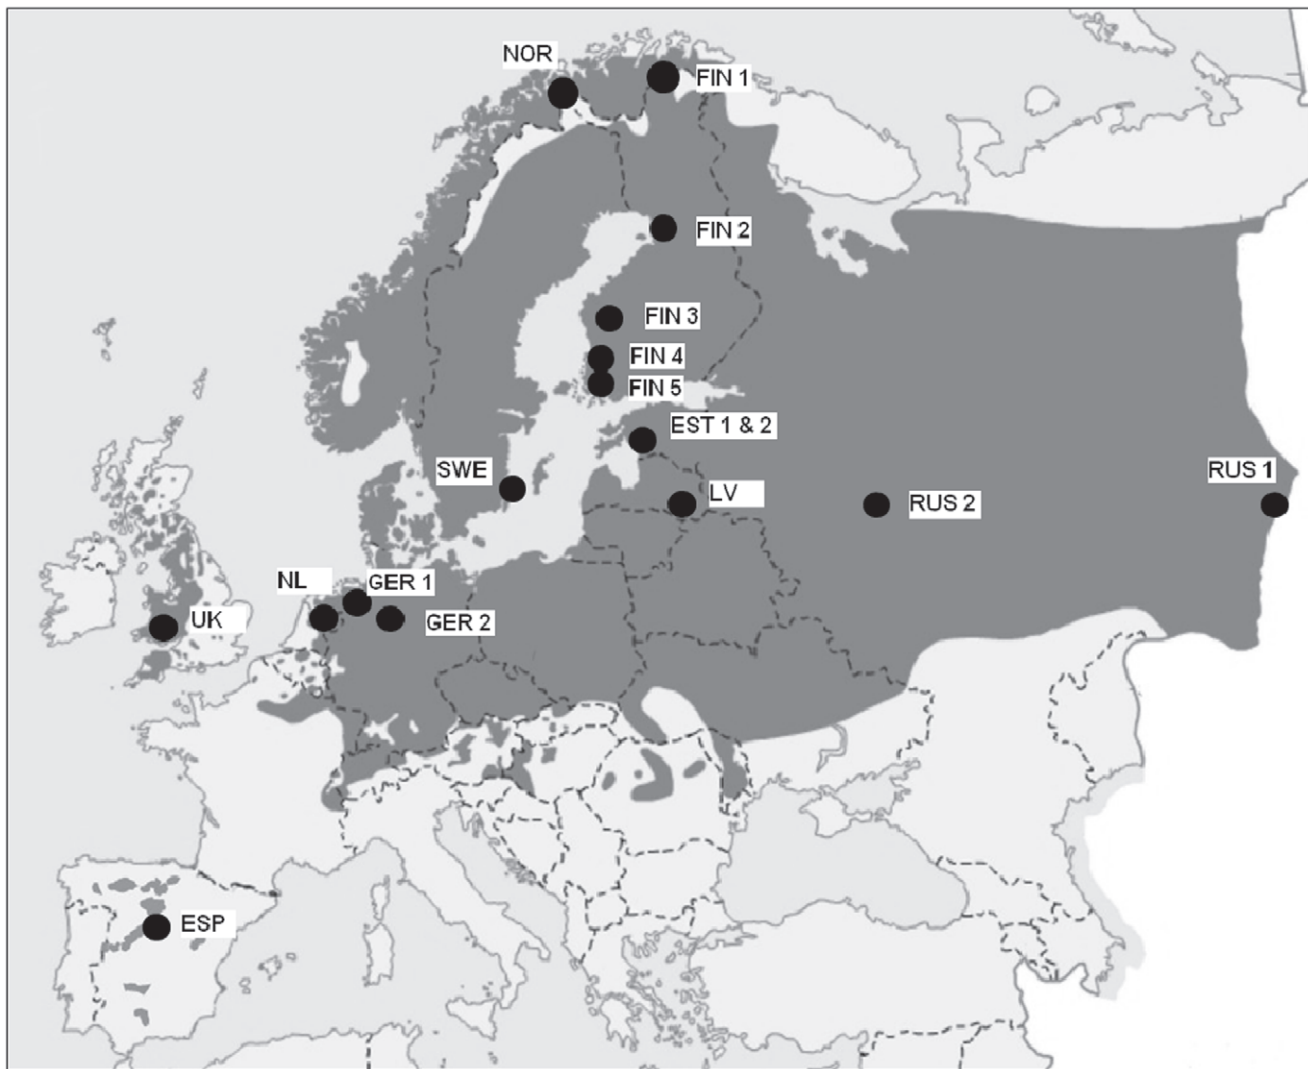 NOR
FIN 1
FIN 2
FIN 3
FIN 4
FIN 5
EST 1 & 2
SWE
RUS 1
LV
RUS 2
NL
GER 1
UK
GER 2
ESP